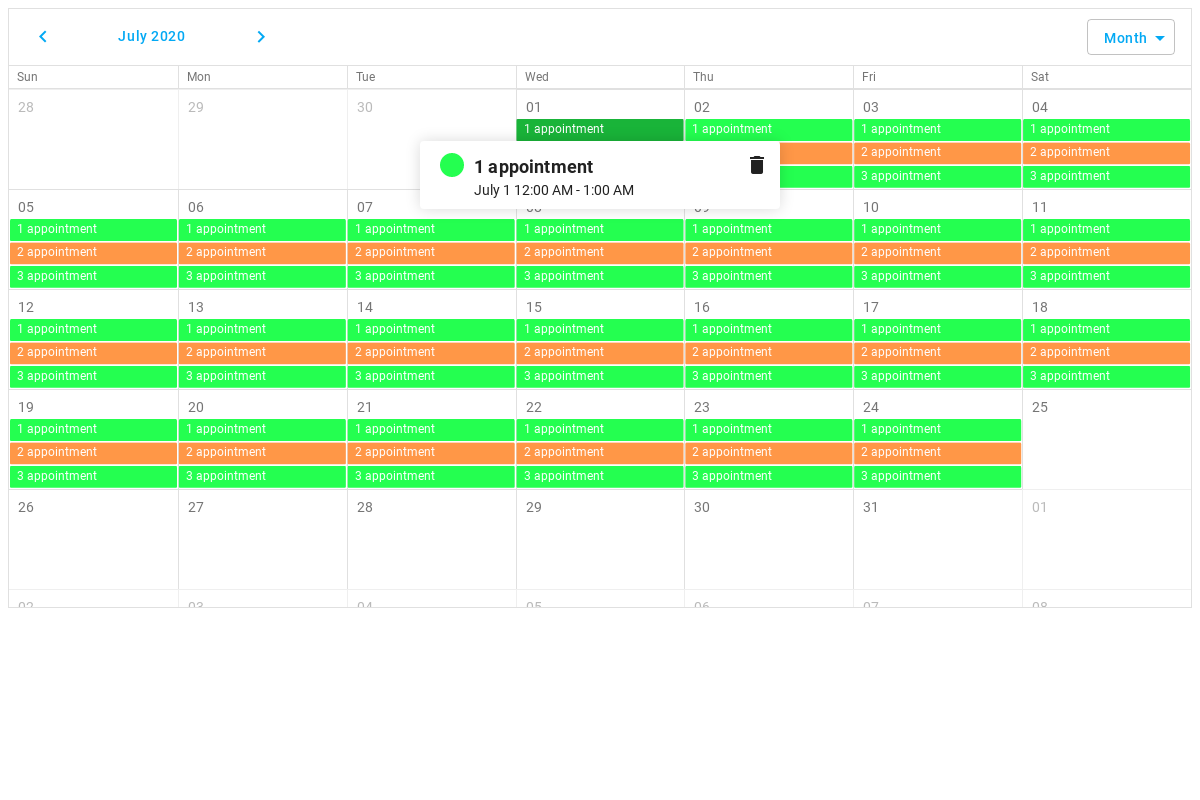 July 2020
Month
Sun Mon Tue Wed Thu Fri Sat
28 29 30 01 02 03 04
1 appointment 1 appointment 1 appointment 1 appointment
2 appointment 2 appointment
1 appointment
3 appointment 3 appointment
July 1 12:00 AM - 1:00 AM
05 06 07 08 09 10 11
1 appointment 1 appointment 1 appointment 1 appointment 1 appointment 1 appointment 1 appointment
2 appointment 2 appointment 2 appointment 2 appointment 2 appointment 2 appointment 2 appointment
3 appointment 3 appointment 3 appointment 3 appointment 3 appointment 3 appointment 3 appointment
12 13 14 15 16 17 18
1 appointment 1 appointment 1 appointment 1 appointment 1 appointment 1 appointment 1 appointment
2 appointment 2 appointment 2 appointment 2 appointment 2 appointment 2 appointment 2 appointment
3 appointment 3 appointment 3 appointment 3 appointment 3 appointment 3 appointment 3 appointment
19 20 21 22 23 24 25
1 appointment 1 appointment 1 appointment 1 appointment 1 appointment 1 appointment
2 appointment 2 appointment 2 appointment 2 appointment 2 appointment 2 appointment
3 appointment 3 appointment 3 appointment 3 appointment 3 appointment 3 appointment
26 27 28 29 30 31 01
02 03 04 05 06 07 08